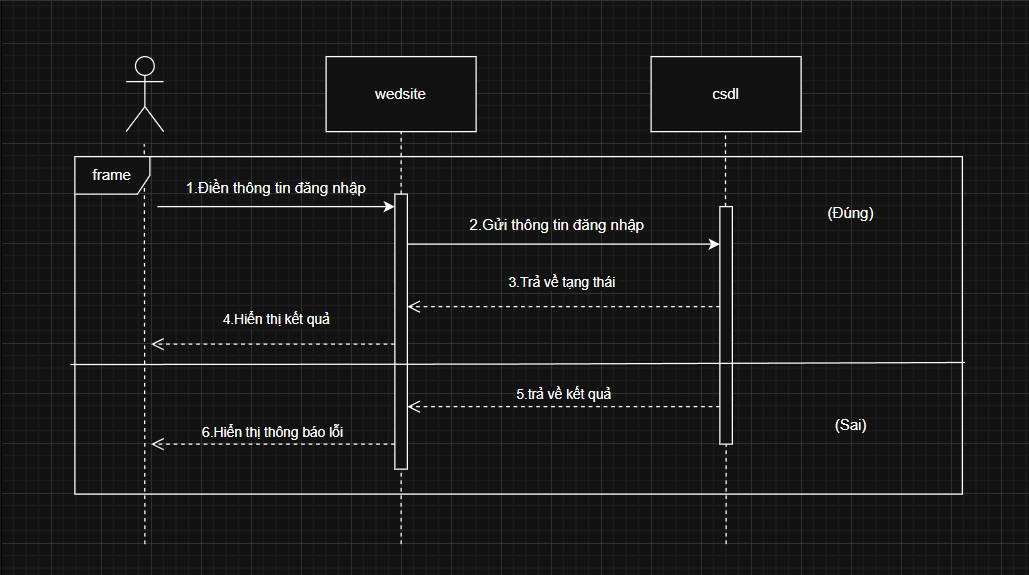 wedsite
csdl
frame
1.Điền thông tin đăng nhập
(Đúng)
2.Gửi thông tin đăng nhập
3.Trả về tạng thái
4.Hiển thị kết quả
5.trả về kết quả
6.Hiển thị thông báo lỗi
(Sai)